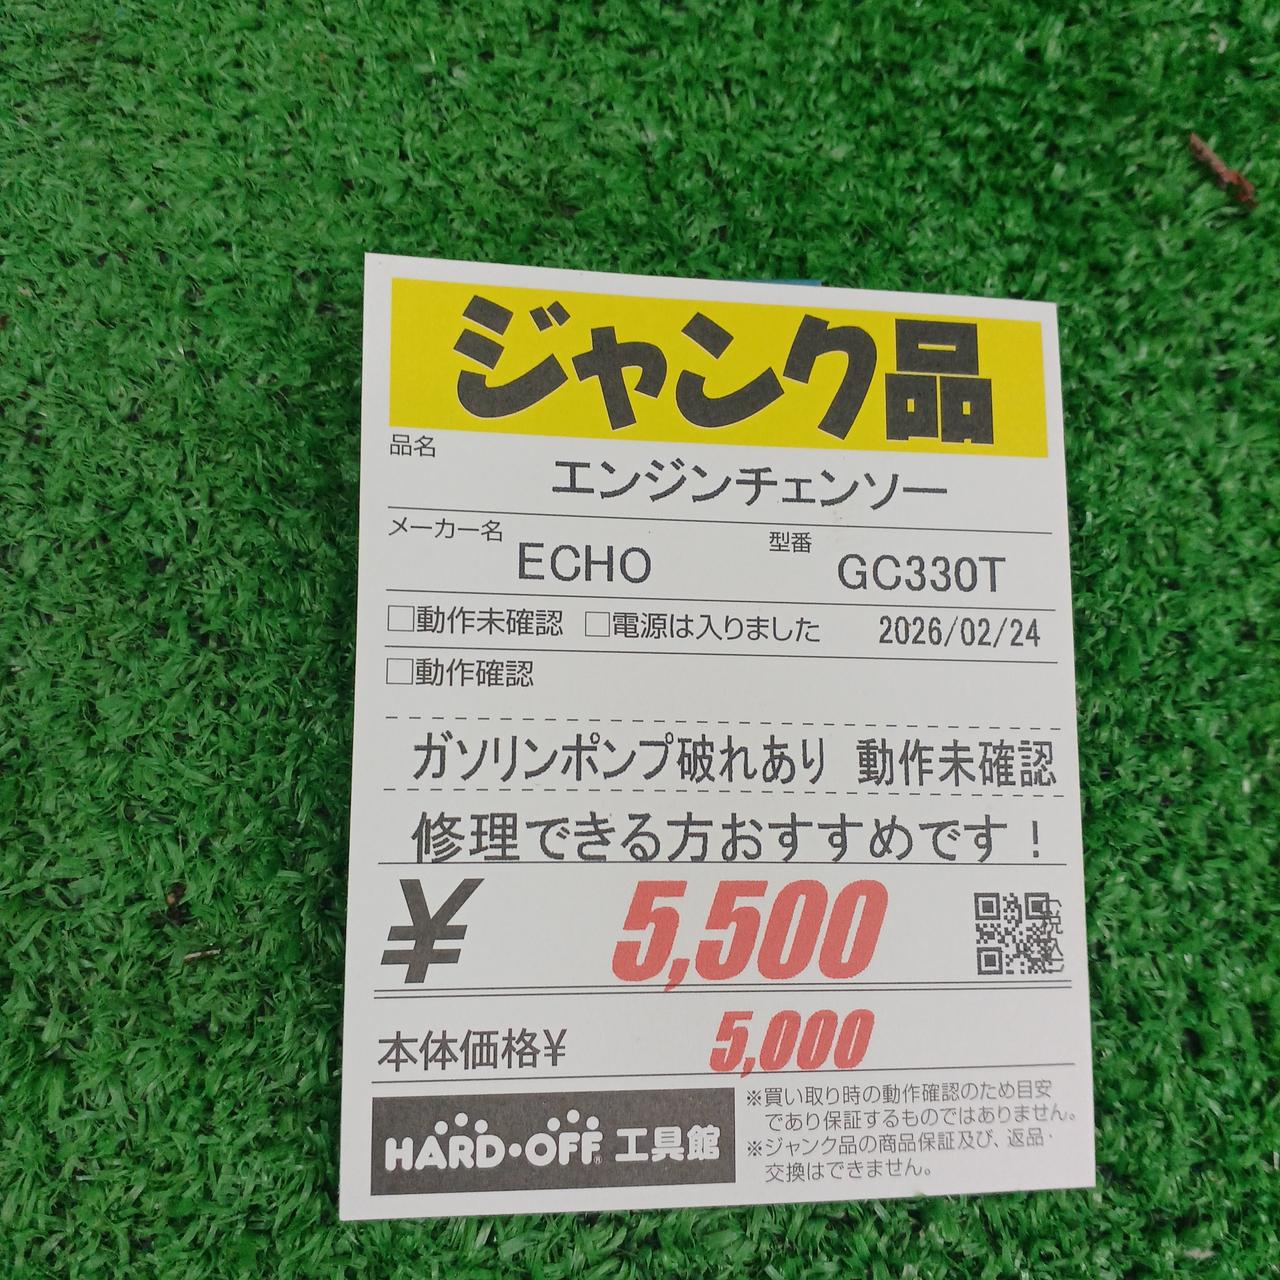 ジャンク品
品名
エンジンチェンソー
メーカー名 ECHO 型番 GC330T
□動作未確認 □電源は入りました 2026/02/24
□動作確認
ガソリンポンプ破れあり 動作未確認
修理できる方おすすめです！
¥ 5,500 (税込)
本体価格¥ 5,000
HARD・OFF® 工具館
※買い取り時の動作確認のため目安
であり保証するものではありません。
※ジャンク品の商品保証及び、返品・
交換はできません。